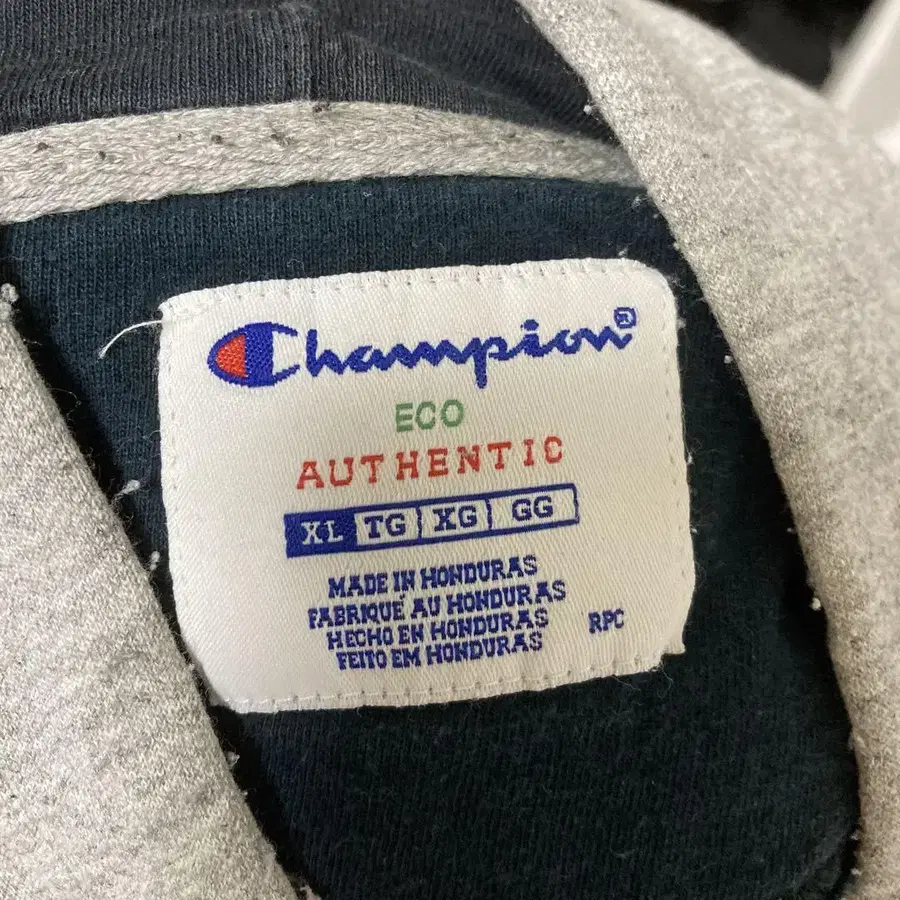 Champion®
ECO
AUTHENTIC
XL TG XG GG
MADE IN HONDURAS
FABRIQUÉ AU HONDURAS
HECHO EN HONDURAS
FEITO EM HONDURAS
RPC